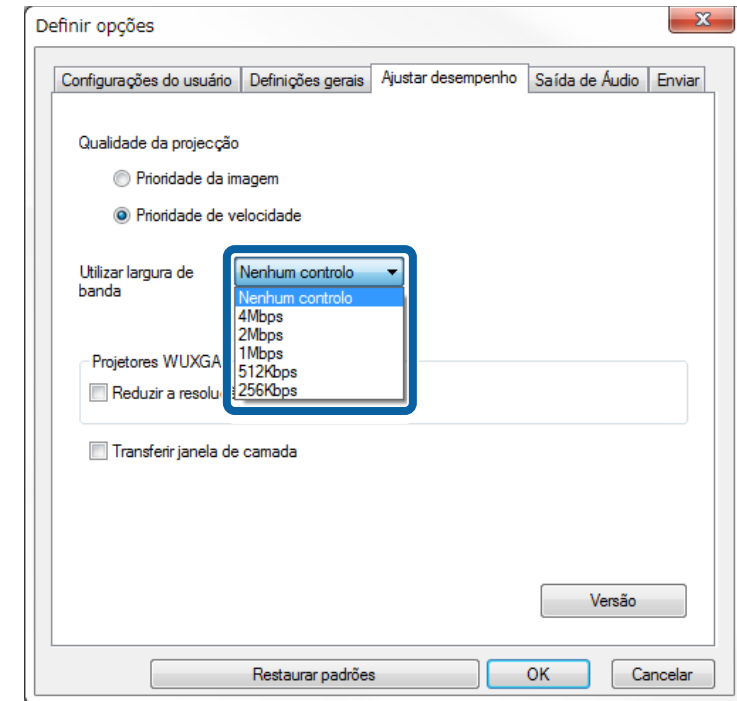 Definir opções
Configurações do usuário Definições gerais Ajustar desempenho Saída de Áudio Enviar
Qualidade da projecção
Prioridade da imagem
Prioridade de velocidade
Utilizar largura de banda
Nenhum controlo
Nenhum controlo
4Mbps
2Mbps
1Mbps
512Kbps
256Kbps
Projetores WUXGA
Reduzir a
Transferir janela de camada
Versão
Restaurar padrões OK Cancelar